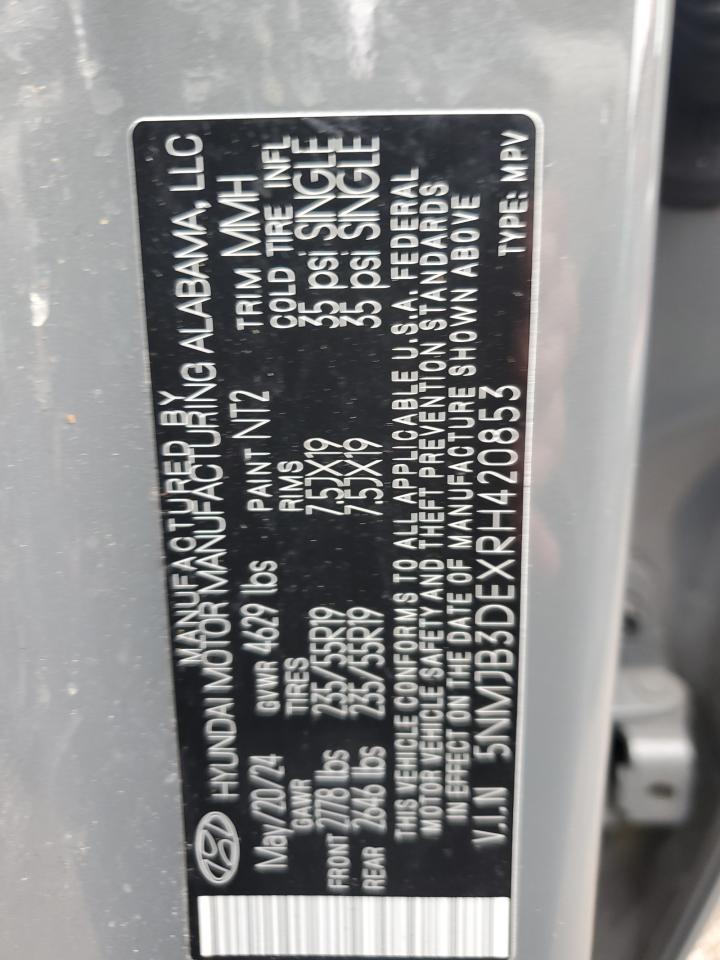 MANUFACTURED BY
HYUNDAI MOTOR MANUFACTURING ALABAMA, LLC
May/20/24 GVWR 4629 lbs PAINT NT2 TRIM MMH
GAWR TIRES RIMS COLD TIRE INFL
FRONT 2778 lbs 235/55R19 7.5JX19 35 psi SINGLE
REAR 2646 lbs 235/55R19 7.5JX19 35 psi SINGLE
THIS VEHICLE CONFORMS TO ALL APPLICABLE U.S.A. FEDERAL
MOTOR VEHICLE SAFETY AND THEFT PREVENTION STANDARDS
IN EFFECT ON THE DATE OF MANUFACTURE SHOWN ABOVE
V.I.N 5NMJB3DEXRH420853 TYPE: MPV